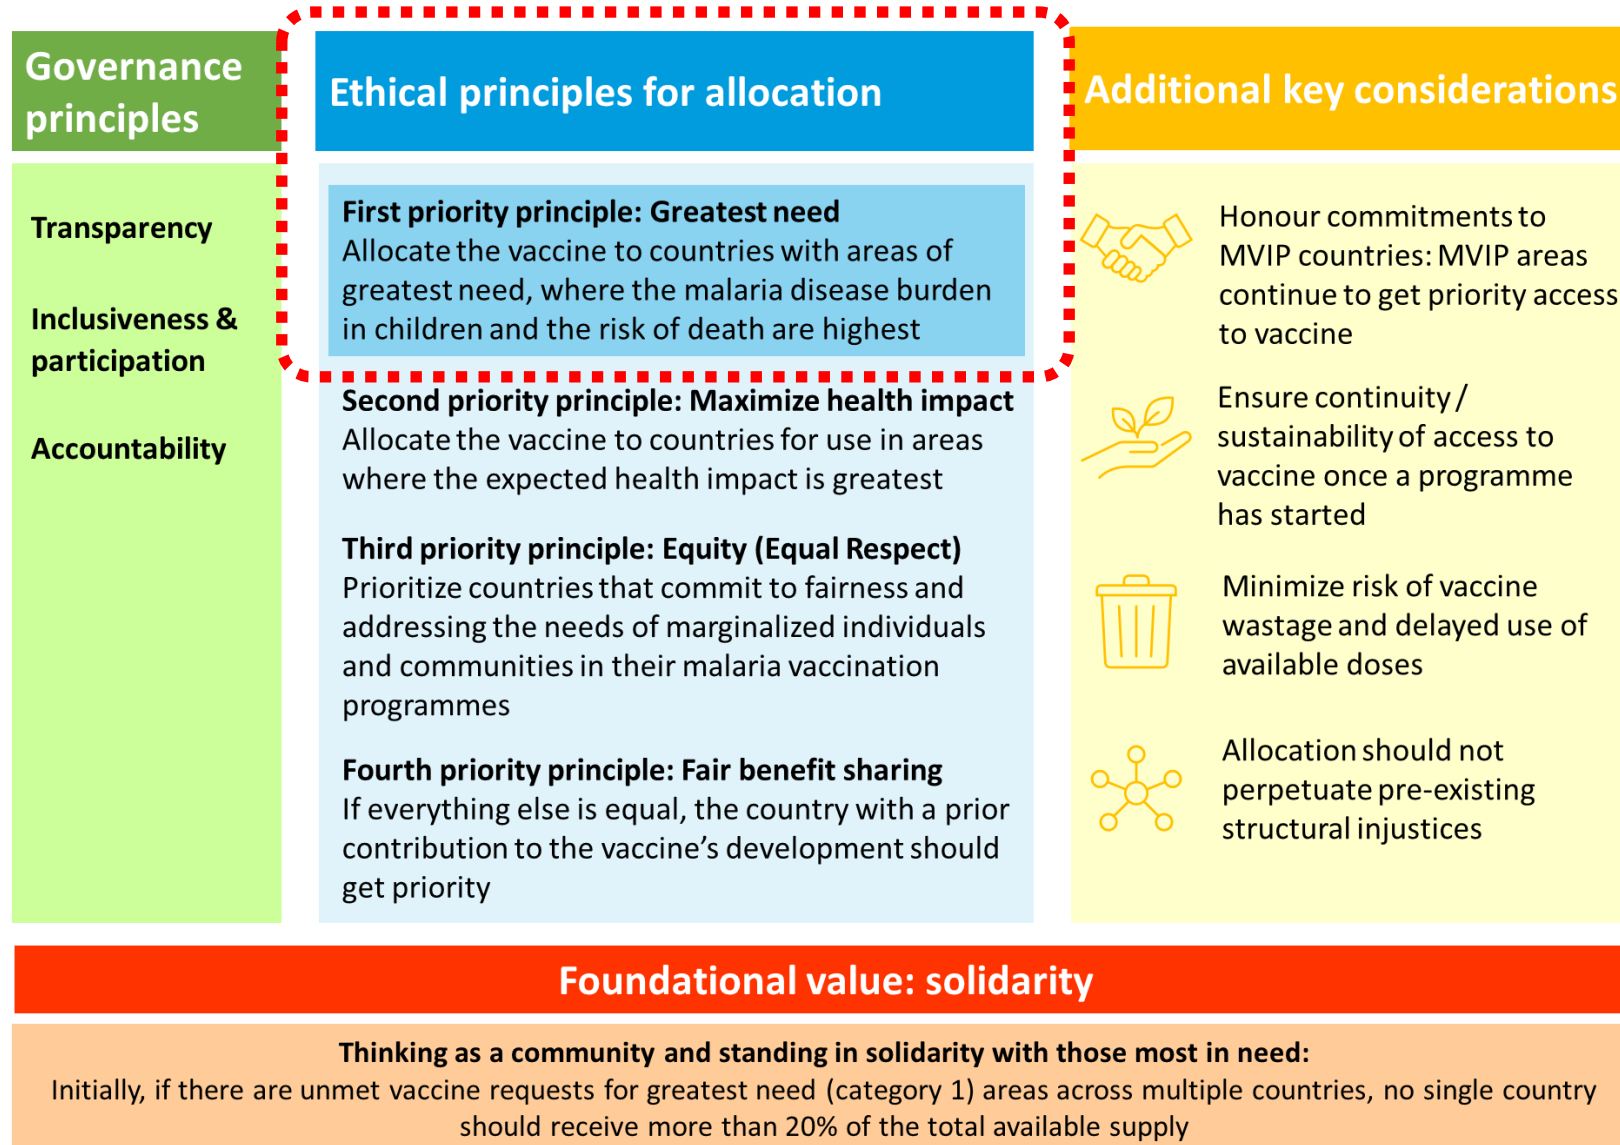 Governance
principles
Transparency
Inclusiveness &
participation
Accountability
Ethical principles for allocation
First priority principle: Greatest need
Allocate the vaccine to countries with areas of
greatest need, where the malaria disease burden
in children and the risk of death are highest
Second priority principle: Maximize health impact
Allocate the vaccine to countries for use in areas
where the expected health impact is greatest
Third priority principle: Equity (Equal Respect)
Prioritize countries that commit to fairness and
addressing the needs of marginalized individuals
and communities in their malaria vaccination
programmes
Fourth priority principle: Fair benefit sharing
If everything else is equal, the country with a prior
contribution to the vaccine’s development should
get priority
Additional key considerations
Honour commitments to
MVIP countries: MVIP areas
continue to get priority access
to vaccine
Ensure continuity /
sustainability of access to
vaccine once a programme
has started
Minimize risk of vaccine
wastage and delayed use of
available doses
Allocation should not
perpetuate pre-existing
structural injustices
Foundational value: solidarity
Thinking as a community and standing in solidarity with those most in need:
Initially, if there are unmet vaccine requests for greatest need (category 1) areas across multiple countries, no single country
should receive more than 20% of the total available supply